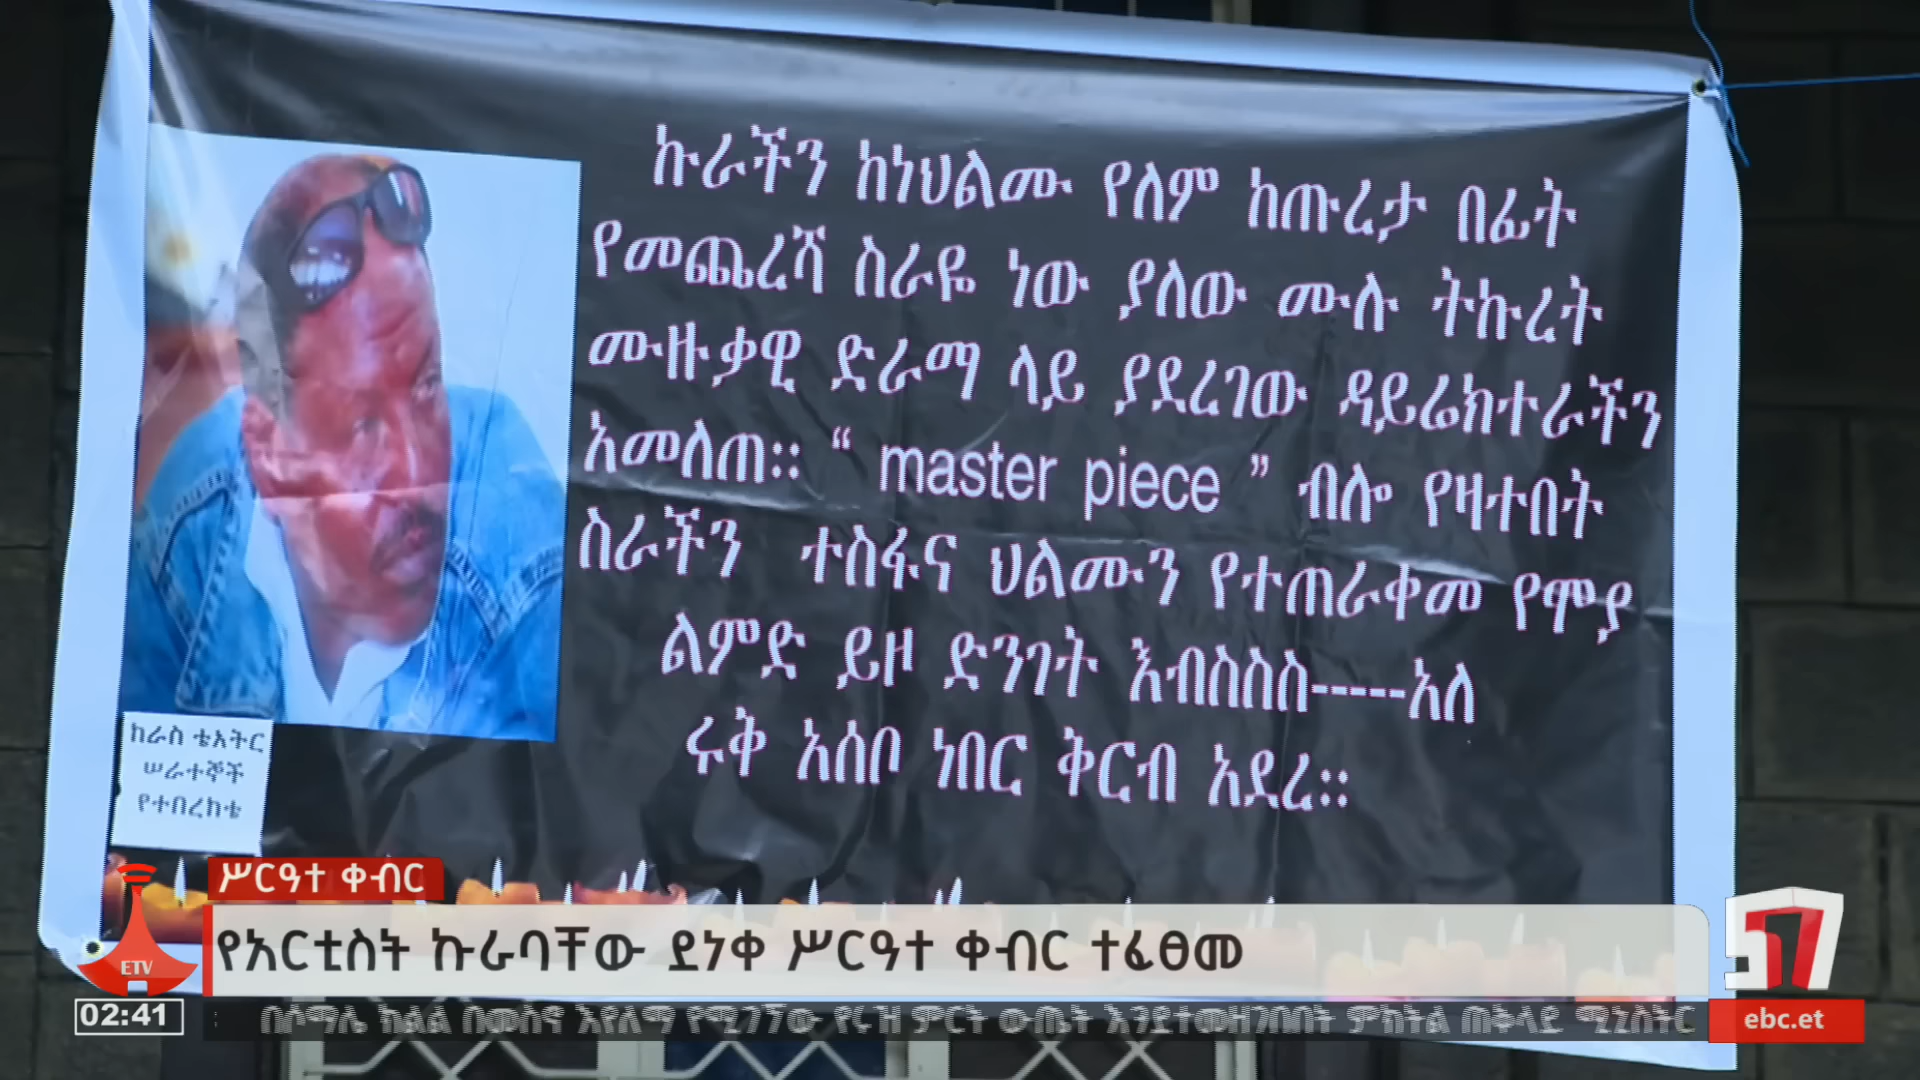 ኩራችን ከነህልሙ የለም ከጡረታ በፊት
የመጨረሻ ስራዬ ነው ያለው ሙሉ ትኩረት
ሙዙቃዊ ድራማ ላይ ያደረገው ዳይሬክተራችን
አመለጠ። “ master piece ” ብሎ የዛተበት
ስራችን ተስፋና ህልሙን የተጠራቀመ የሞያ
ልምድ ይዞ ድንገት እብስስስ-----አለ
ሩቅ አሰቦ ነበር ቅርብ አደረ።
ከራስ ቴአትር
ሠራተኞች
የተበረከተ
ሥርዓተ ቀብር
የአርቲስት ኩራባቸው ደነቀ ሥርዓተ ቀብር ተፈፀመ
ETV
57
02:41
ebc.et